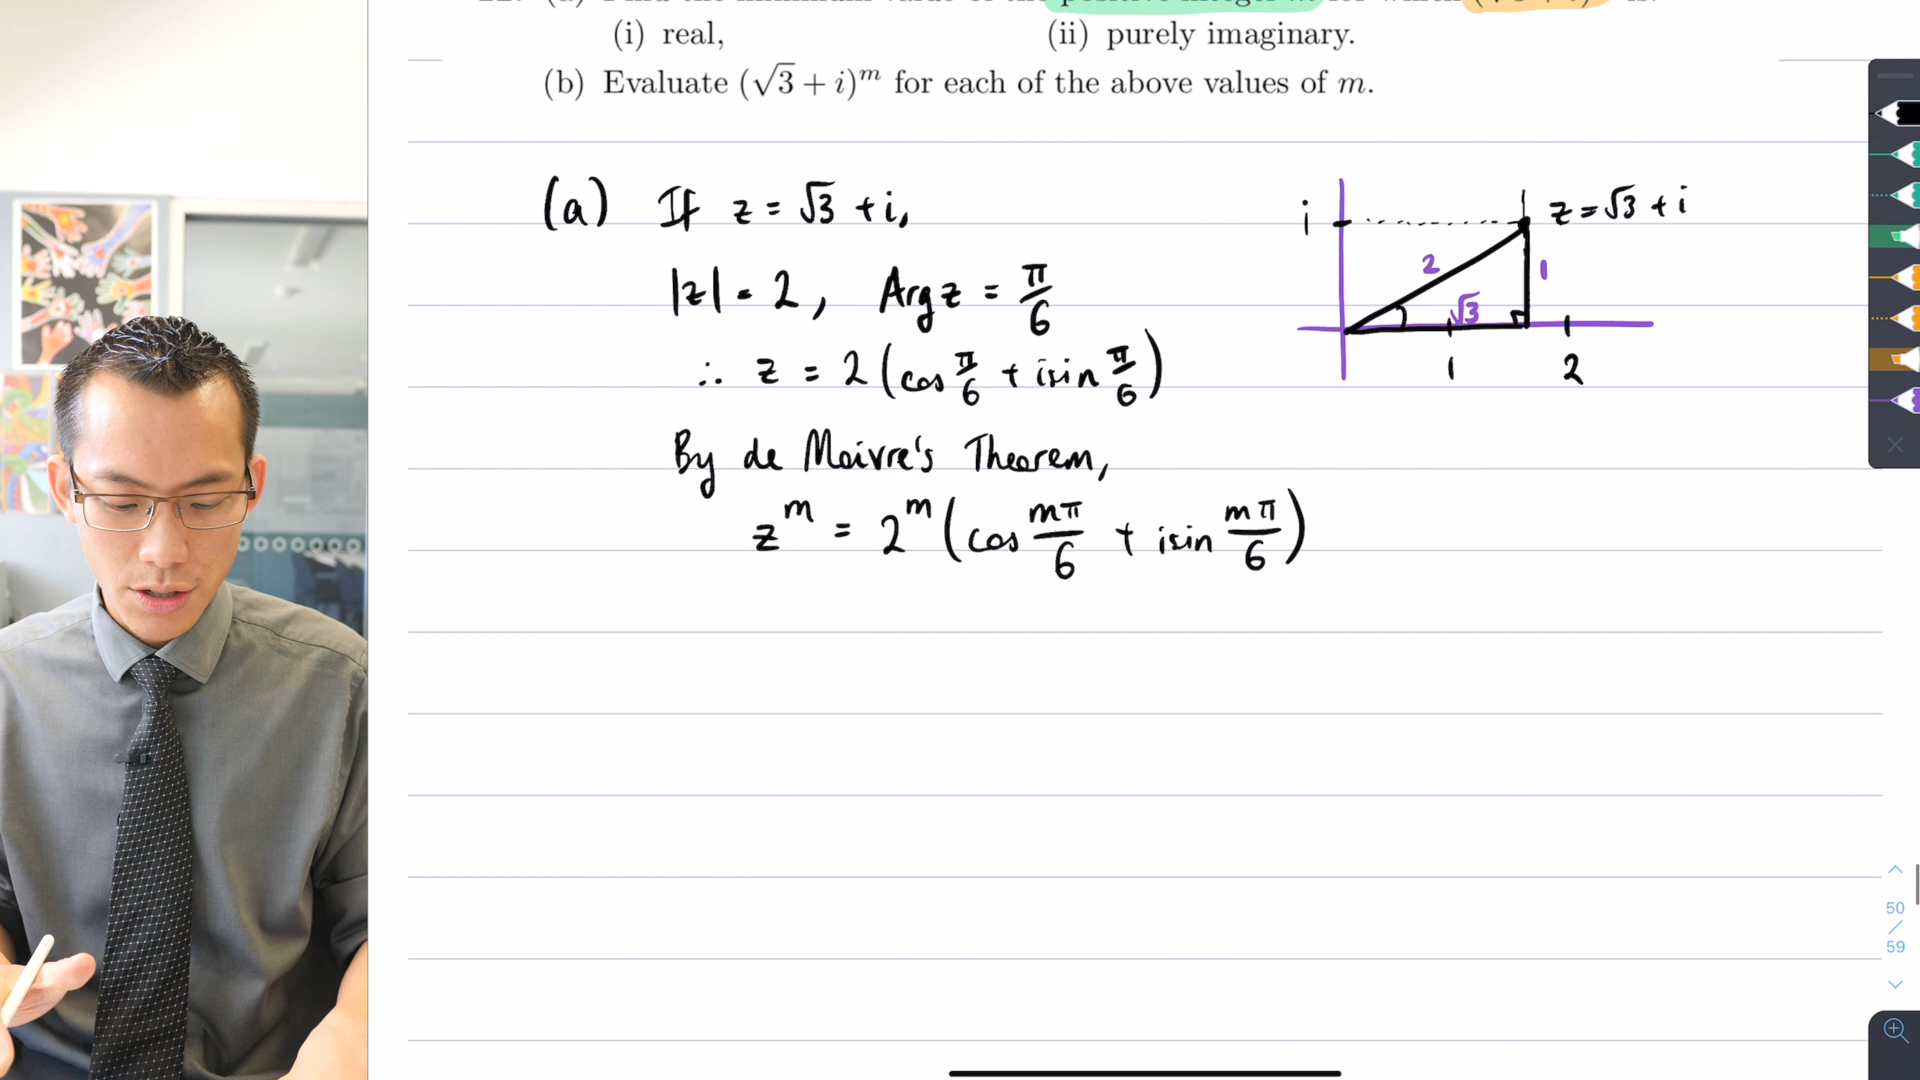 (i) real, (ii) purely imaginary.
(b) Evaluate (√3 + i)^m for each of the above values of m.
(a) If z = √3 + i,
|z| = 2, Arg z = π/6
∴ z = 2(cos π/6 + isin π/6)
By de Moivre's Theorem,
z^m = 2^m (cos mπ/6 + isin mπ/6)
i z = √3 + i
2 1
√3
1 2
50
/
59